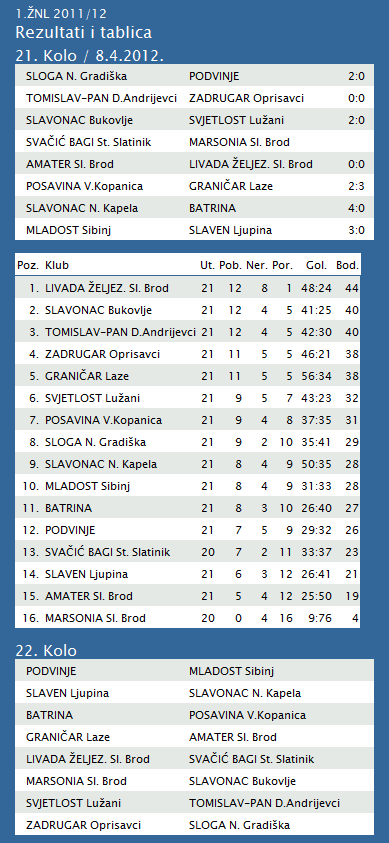 1.ŽNL 2011/12
Rezultati i tablica
21. Kolo / 8.4.2012.
SLOGA N. Gradiška PODVINJE 2:0
TOMISLAV-PAN D.Andrijevci ZADRUGAR Oprisavci 0:0
SLAVONAC Bukovlje SVJETLOST Lužani 2:0
SVAČIĆ BAGI St. Slatinik MARSONIA Sl. Brod
AMATER Sl. Brod LIVADA ŽELJEZ. Sl. Brod 0:0
POSAVINA V.Kopanica GRANIČAR Laze 2:3
SLAVONAC N. Kapela BATRINA 4:0
MLADOST Sibinj SLAVEN Ljupina 3:0
Poz. Klub Ut. Pob. Ner. Por. Gol. Bod.
1. LIVADA ŽELJEZ. Sl. Brod 21 12 8 1 48:24 44
2. SLAVONAC Bukovlje 21 12 4 5 41:25 40
3. TOMISLAV-PAN D.Andrijevci 21 12 4 5 42:30 40
4. ZADRUGAR Oprisavci 21 11 5 5 46:21 38
5. GRANIČAR Laze 21 11 5 5 56:34 38
6. SVJETLOST Lužani 21 9 5 7 43:23 32
7. POSAVINA V.Kopanica 21 9 4 8 37:35 31
8. SLOGA N. Gradiška 21 9 2 10 35:41 29
9. SLAVONAC N. Kapela 21 8 4 9 50:35 28
10. MLADOST Sibinj 21 8 4 9 31:33 28
11. BATRINA 21 8 3 10 26:40 27
12. PODVINJE 21 7 5 9 29:32 26
13. SVAČIĆ BAGI St. Slatinik 20 7 2 11 33:37 23
14. SLAVEN Ljupina 21 6 3 12 26:41 21
15. AMATER Sl. Brod 21 5 4 12 25:50 19
16. MARSONIA Sl. Brod 20 0 4 16 9:76 4
22. Kolo
PODVINJE MLADOST Sibinj
SLAVEN Ljupina SLAVONAC N. Kapela
BATRINA POSAVINA V.Kopanica
GRANIČAR Laze AMATER Sl. Brod
LIVADA ŽELJEZ. Sl. Brod SVAČIĆ BAGI St. Slatinik
MARSONIA Sl. Brod SLAVONAC Bukovlje
SVJETLOST Lužani TOMISLAV-PAN D.Andrijevci
ZADRUGAR Oprisavci SLOGA N. Gradiška